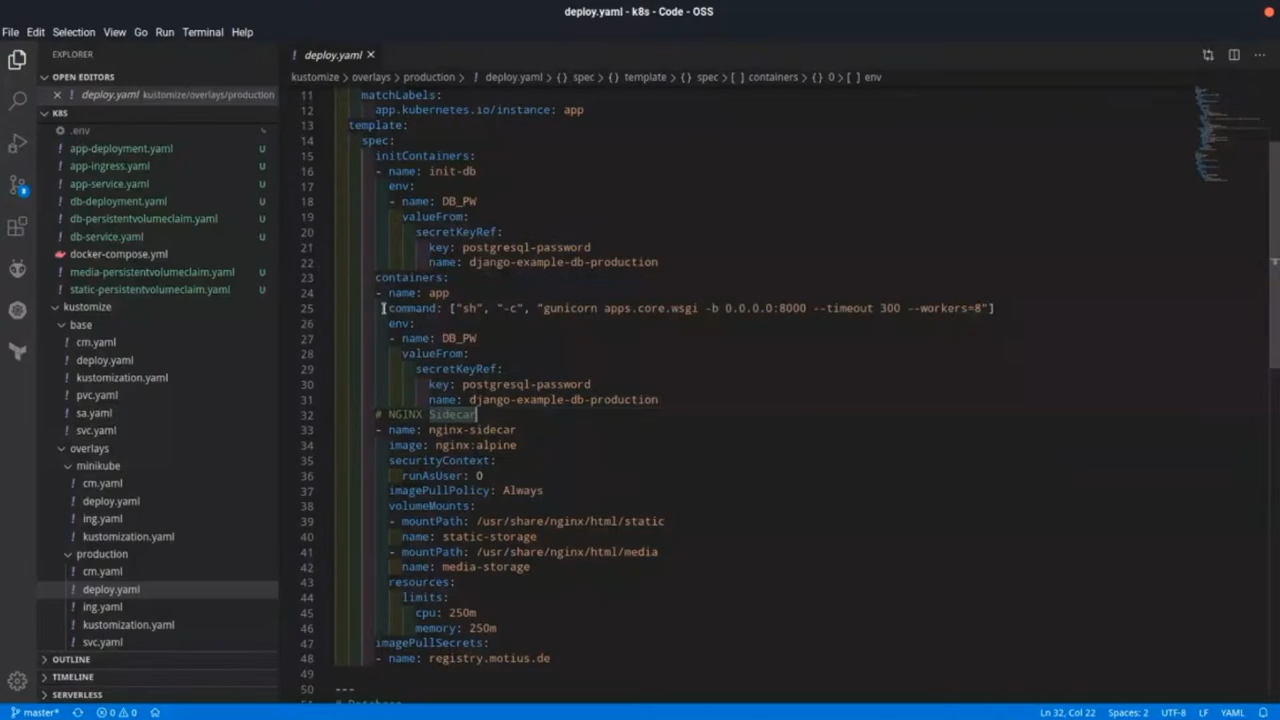 deploy.yaml - k8s - Code - OSS
File Edit Selection View Go Run Terminal Help
EXPLORER
OPEN EDITORS
deploy.yaml kustomize/overlays/production
K8S
.env
app-deployment.yaml U
app-ingress.yaml U
app-service.yaml U
db-deployment.yaml U
db-persistentvolumeclaim.yaml U
db-service.yaml U
docker-compose.yml
media-persistentvolumeclaim.yaml U
static-persistentvolumeclaim.yaml U
kustomize
base
cm.yaml
deploy.yaml
kustomization.yaml
pvc.yaml
sa.yaml
svc.yaml
overlays
minikube
cm.yaml
deploy.yaml
ing.yaml
kustomization.yaml
production
cm.yaml
deploy.yaml
ing.yaml
kustomization.yaml
svc.yaml
OUTLINE
TIMELINE
SERVERLESS
deploy.yaml
kustomize > overlays > production > deploy.yaml > {} spec > {} template > {} spec > [ ] containers > {} 0 > [ ] env
11 matchLabels:
12 app.kubernetes.io/instance: app
13 template:
14 spec:
15 initContainers:
16 - name: init-db
17 env:
18 - name: DB_PW
19 valueFrom:
20 secretKeyRef:
21 key: postgresql-password
22 name: django-example-db-production
23 containers:
24 - name: app
25 command: ["sh", "-c", "gunicorn apps.core.wsgi -b 0.0.0.0:8000 --timeout 300 --workers=8"]
26 env:
27 - name: DB_PW
28 valueFrom:
29 secretKeyRef:
30 key: postgresql-password
31 name: django-example-db-production
32 # NGINX Sidecar
33 - name: nginx-sidecar
34 image: nginx:alpine
35 securityContext:
36 runAsUser: 0
37 imagePullPolicy: Always
38 volumeMounts:
39 - mountPath: /usr/share/nginx/html/static
40 name: static-storage
41 - mountPath: /usr/share/nginx/html/media
42 name: media-storage
43 resources:
44 limits:
45 cpu: 250m
46 memory: 250m
47 imagePullSecrets:
48 - name: registry.motius.de
49
50 ---
master* 0 0 Ln 32, Col 22 Spaces: 2 UTF-8 LF YAML